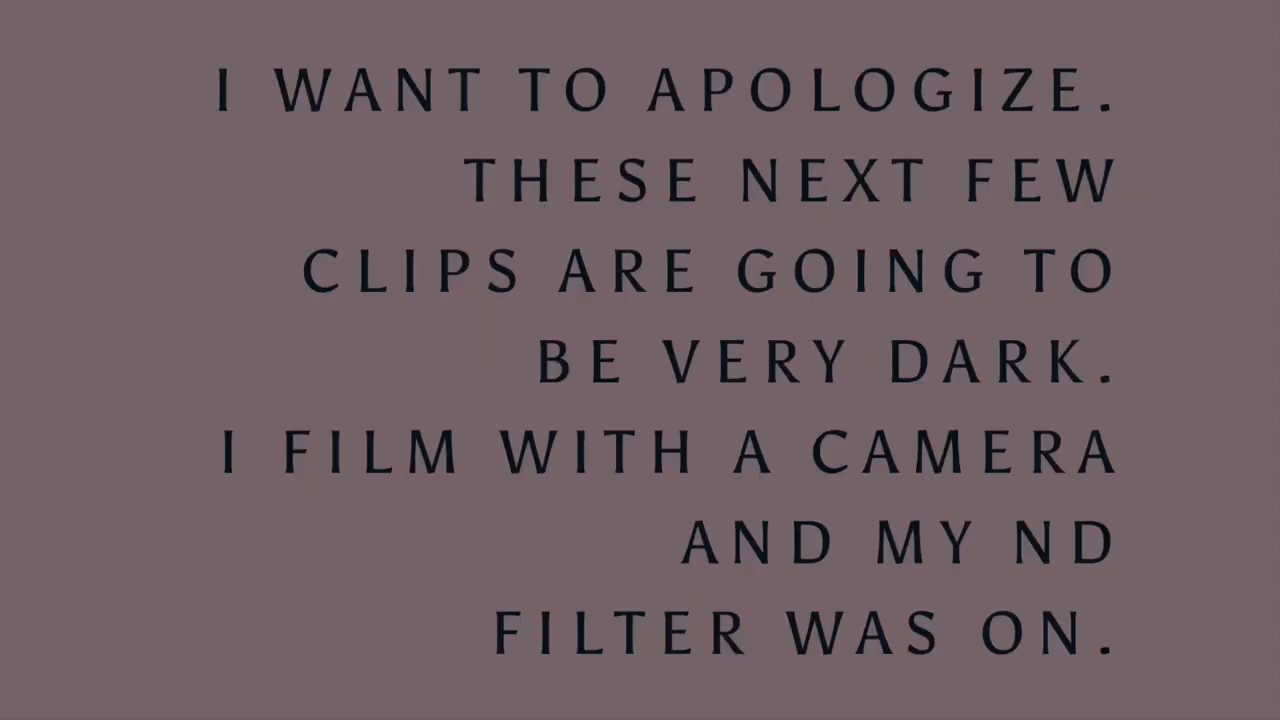 I WANT TO APOLOGIZE.
THESE NEXT FEW
CLIPS ARE GOING TO
BE VERY DARK.
I FILM WITH A CAMERA
AND MY ND
FILTER WAS ON.